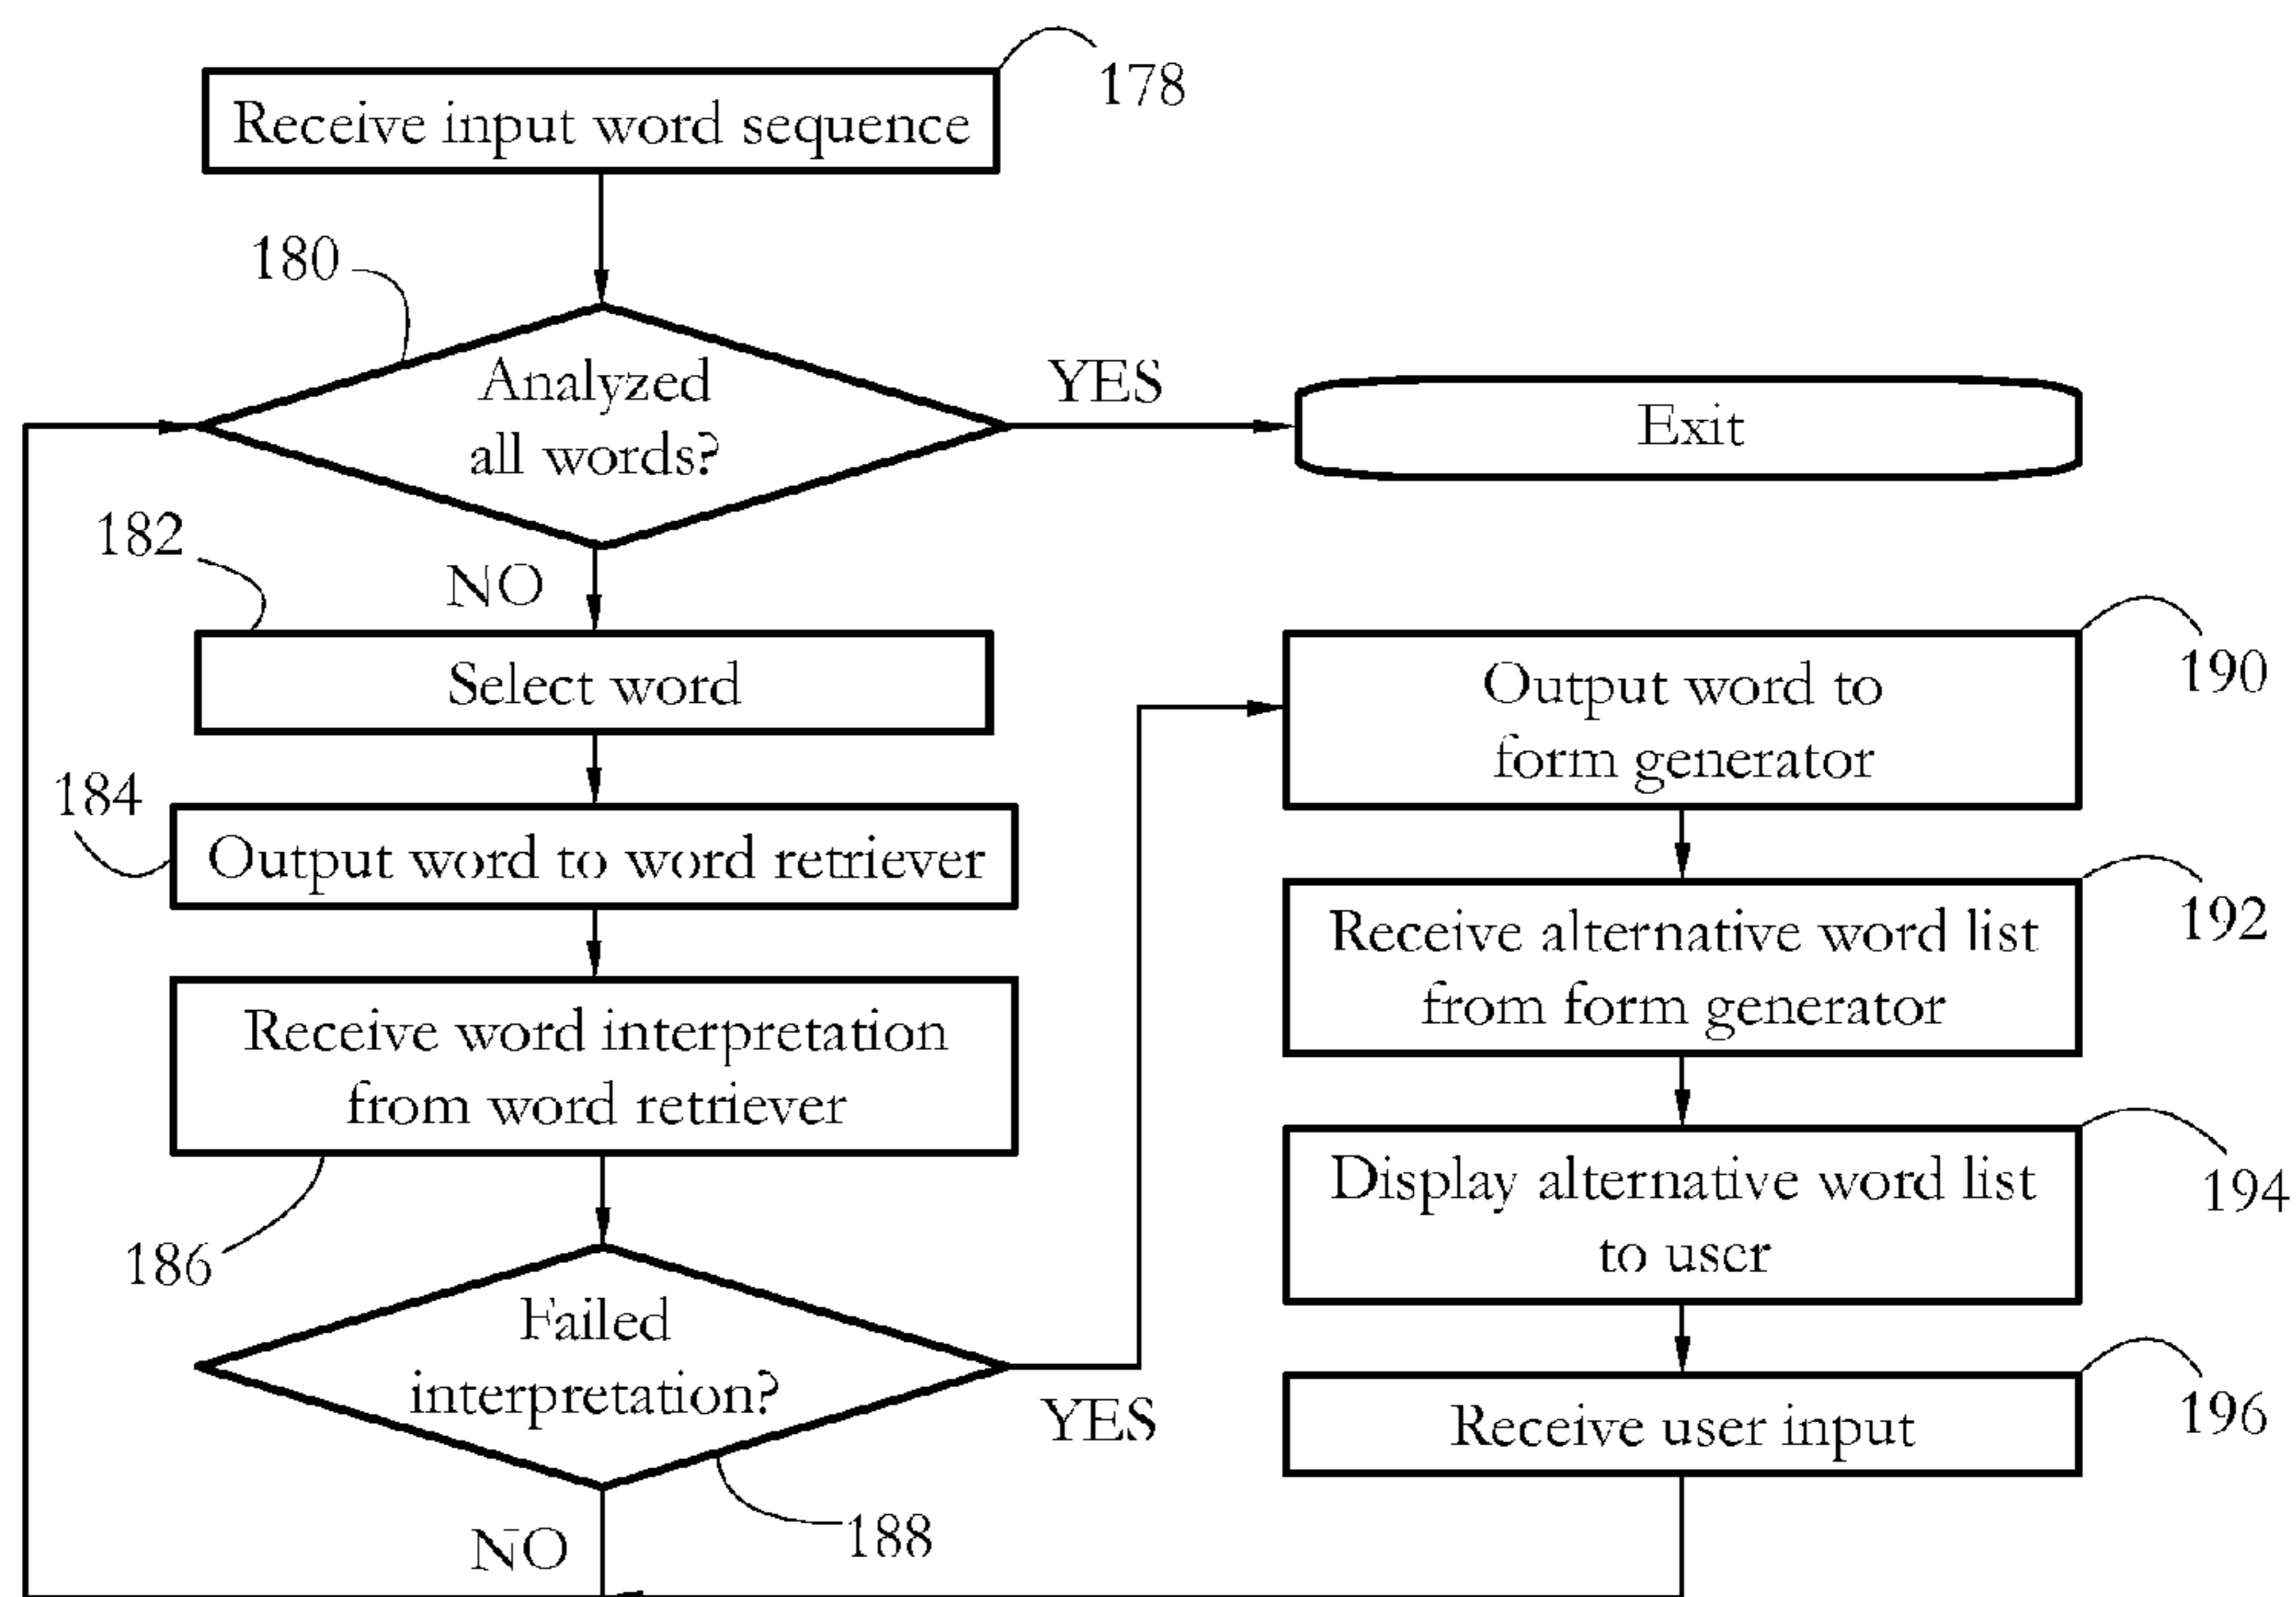 178
Receive input word sequence
180
Analyzed
all words?
YES
Exit
NO
182
Select word
184
Output word to word retriever
Receive word interpretation
from word retriever
186
Failed
interpretation?
YES
NO
188
190
Output word to
form generator
192
Receive alternative word list
from form generator
194
Display alternative word list
to user
196
Receive user input